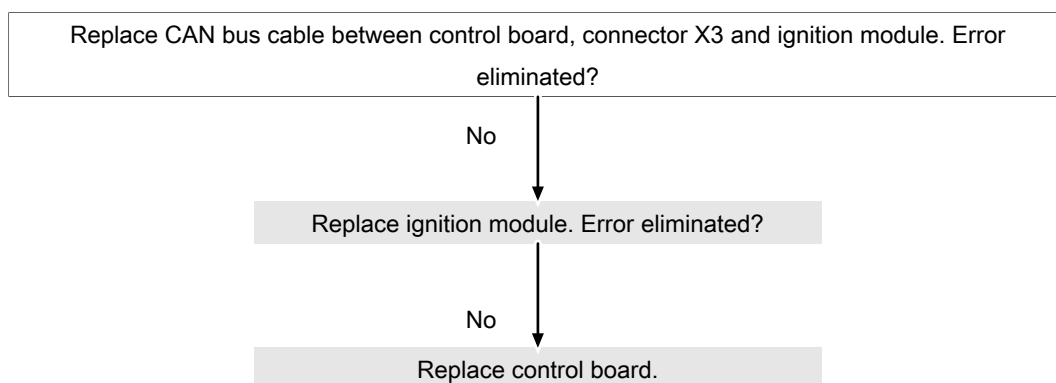 Replace CAN bus cable between control board, connector X3 and ignition module. Error
eliminated?
No
Replace ignition module. Error eliminated?
No
Replace control board.